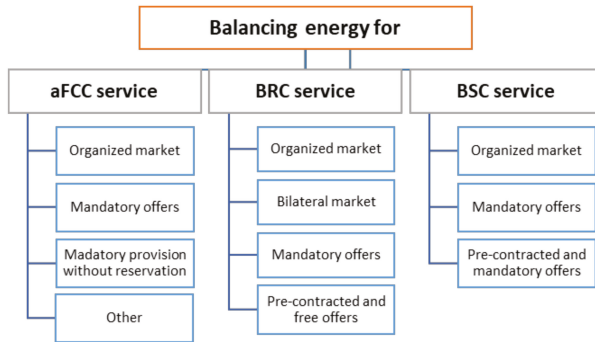 Balancing energy for
aFCC service
BRC service
BSC service
Organized market
Mandatory offers
Madatory provision
without reservation
Other
Organized market
Bilateral market
Mandatory offers
Pre-contracted and
free offers
Organized market
Mandatory offers
Pre-contracted and
mandatory offers